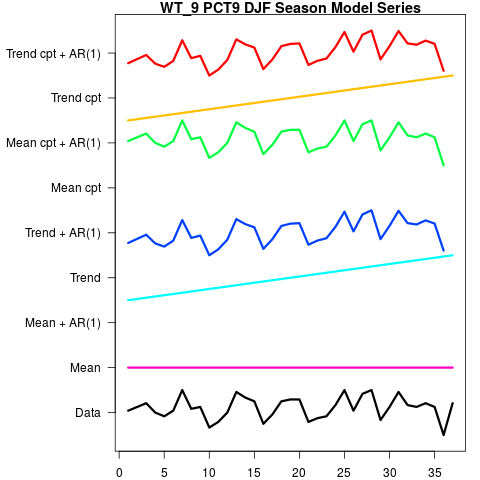 WT_9 PCT9 DJF Season Model Series
Trend cpt + AR(1)
Trend cpt
Mean cpt + AR(1)
Mean cpt
Trend + AR(1)
Trend
Mean + AR(1)
Mean
Data
0 5 10 15 20 25 30 35